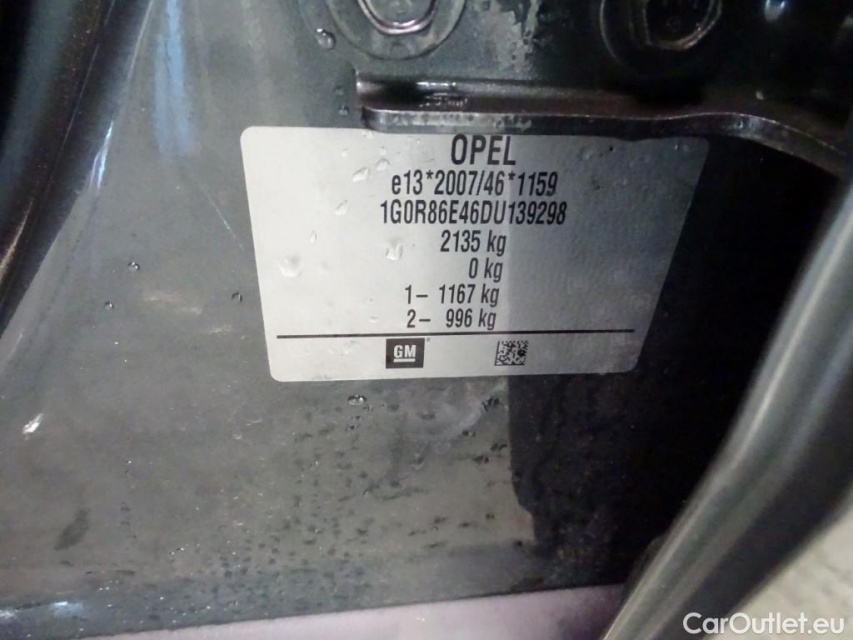 OPEL
e13*2007/46*1159
1G0R86E46DU139298
2135 kg
0 kg
1– 1167 kg
2– 996 kg
GM
CarOutlet.eu